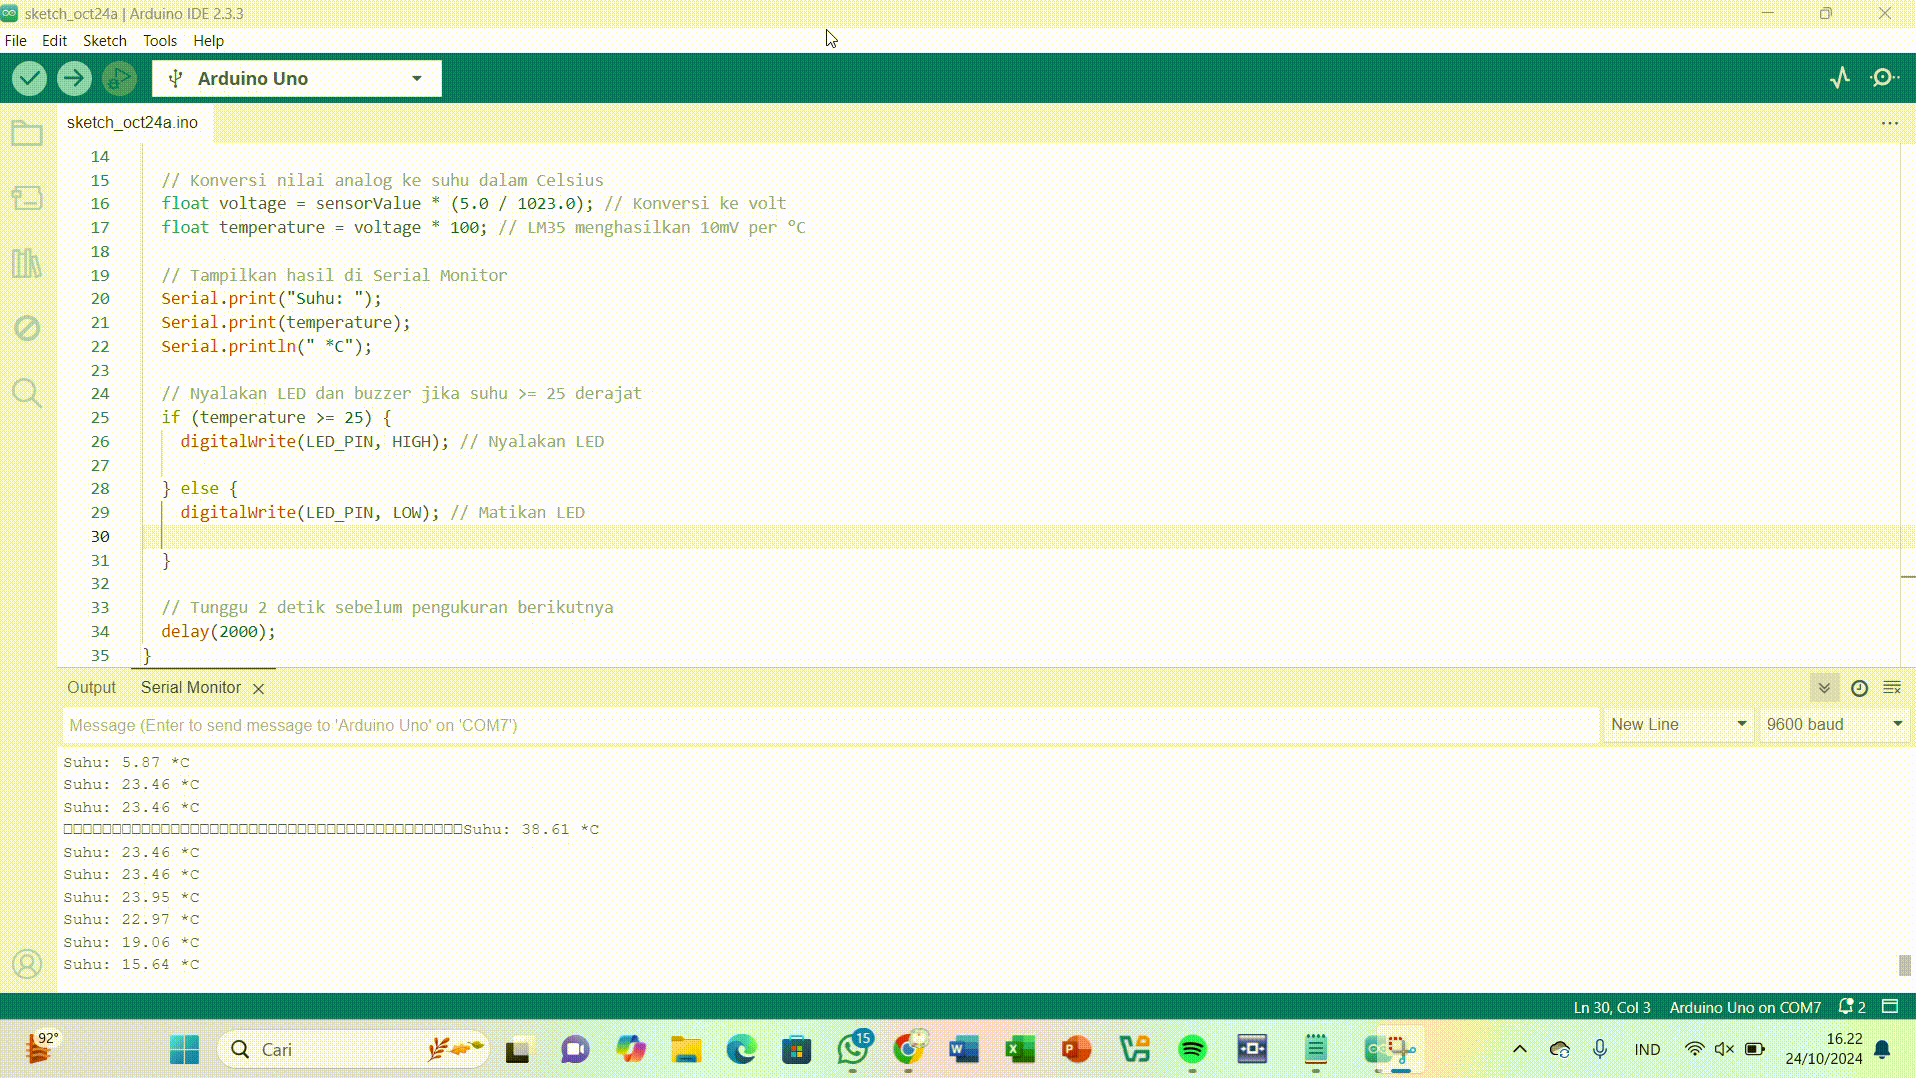 sketch_oct24a | Arduino IDE 2.3.3
File Edit Sketch Tools Help
Arduino Uno
sketch_oct24a.ino
14
15 // Konversi nilai analog ke suhu dalam Celsius
16 float voltage = sensorValue * (5.0 / 1023.0); // Konversi ke volt
17 float temperature = voltage * 100; // LM35 menghasilkan 10mV per °C
18
19 // Tampilkan hasil di Serial Monitor
20 Serial.print("Suhu: ");
21 Serial.print(temperature);
22 Serial.println(" *C");
23
24 // Nyalakan LED dan buzzer jika suhu >= 25 derajat
25 if (temperature >= 25) {
26 digitalWrite(LED_PIN, HIGH); // Nyalakan LED
27
28 } else {
29 digitalWrite(LED_PIN, LOW); // Matikan LED
30
31 }
32
33 // Tunggu 2 detik sebelum pengukuran berikutnya
34 delay(2000);
35 }
Output Serial Monitor
Message (Enter to send message to 'Arduino Uno' on 'COM7') New Line 9600 baud
Suhu: 5.87 *C
Suhu: 23.46 *C
Suhu: 23.46 *C
□□□□□□□□□□□□□□□□□□□□□□□□□□□□□□□□□□□□□□□□□Suhu: 38.61 *C
Suhu: 23.46 *C
Suhu: 23.46 *C
Suhu: 23.95 *C
Suhu: 22.97 *C
Suhu: 19.06 *C
Suhu: 15.64 *C
Ln 30, Col 3 Arduino Uno on COM7 2
92° Cari 15 IND 16.22
24/10/2024